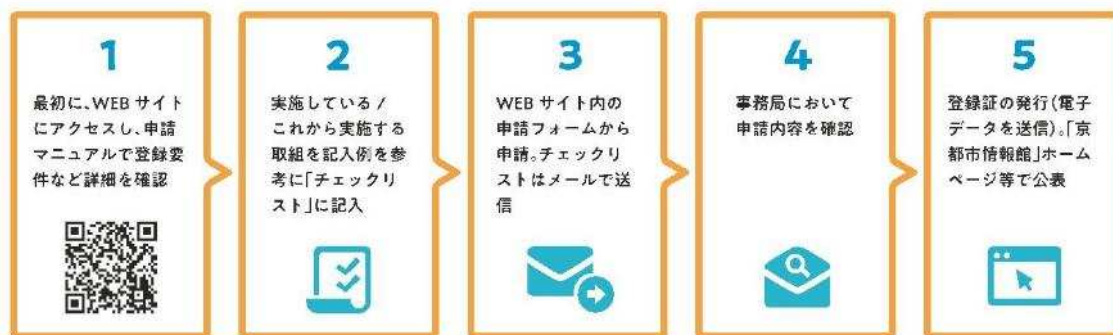 1
最初に、WEB サイト
にアクセスし、申請
マニュアルで登録要
件など詳細を確認
2
実施している /
これから実施する
取組を記入例を参
考に「チェックリ
スト」に記入
3
WEB サイト内の
申請フォームから
申請。チェックリ
ストはメールで送
信
4
事務局において
申請内容を確認
5
登録証の発行(電子
データを送信)。「京
都市情報館」ホーム
ページ等で公表